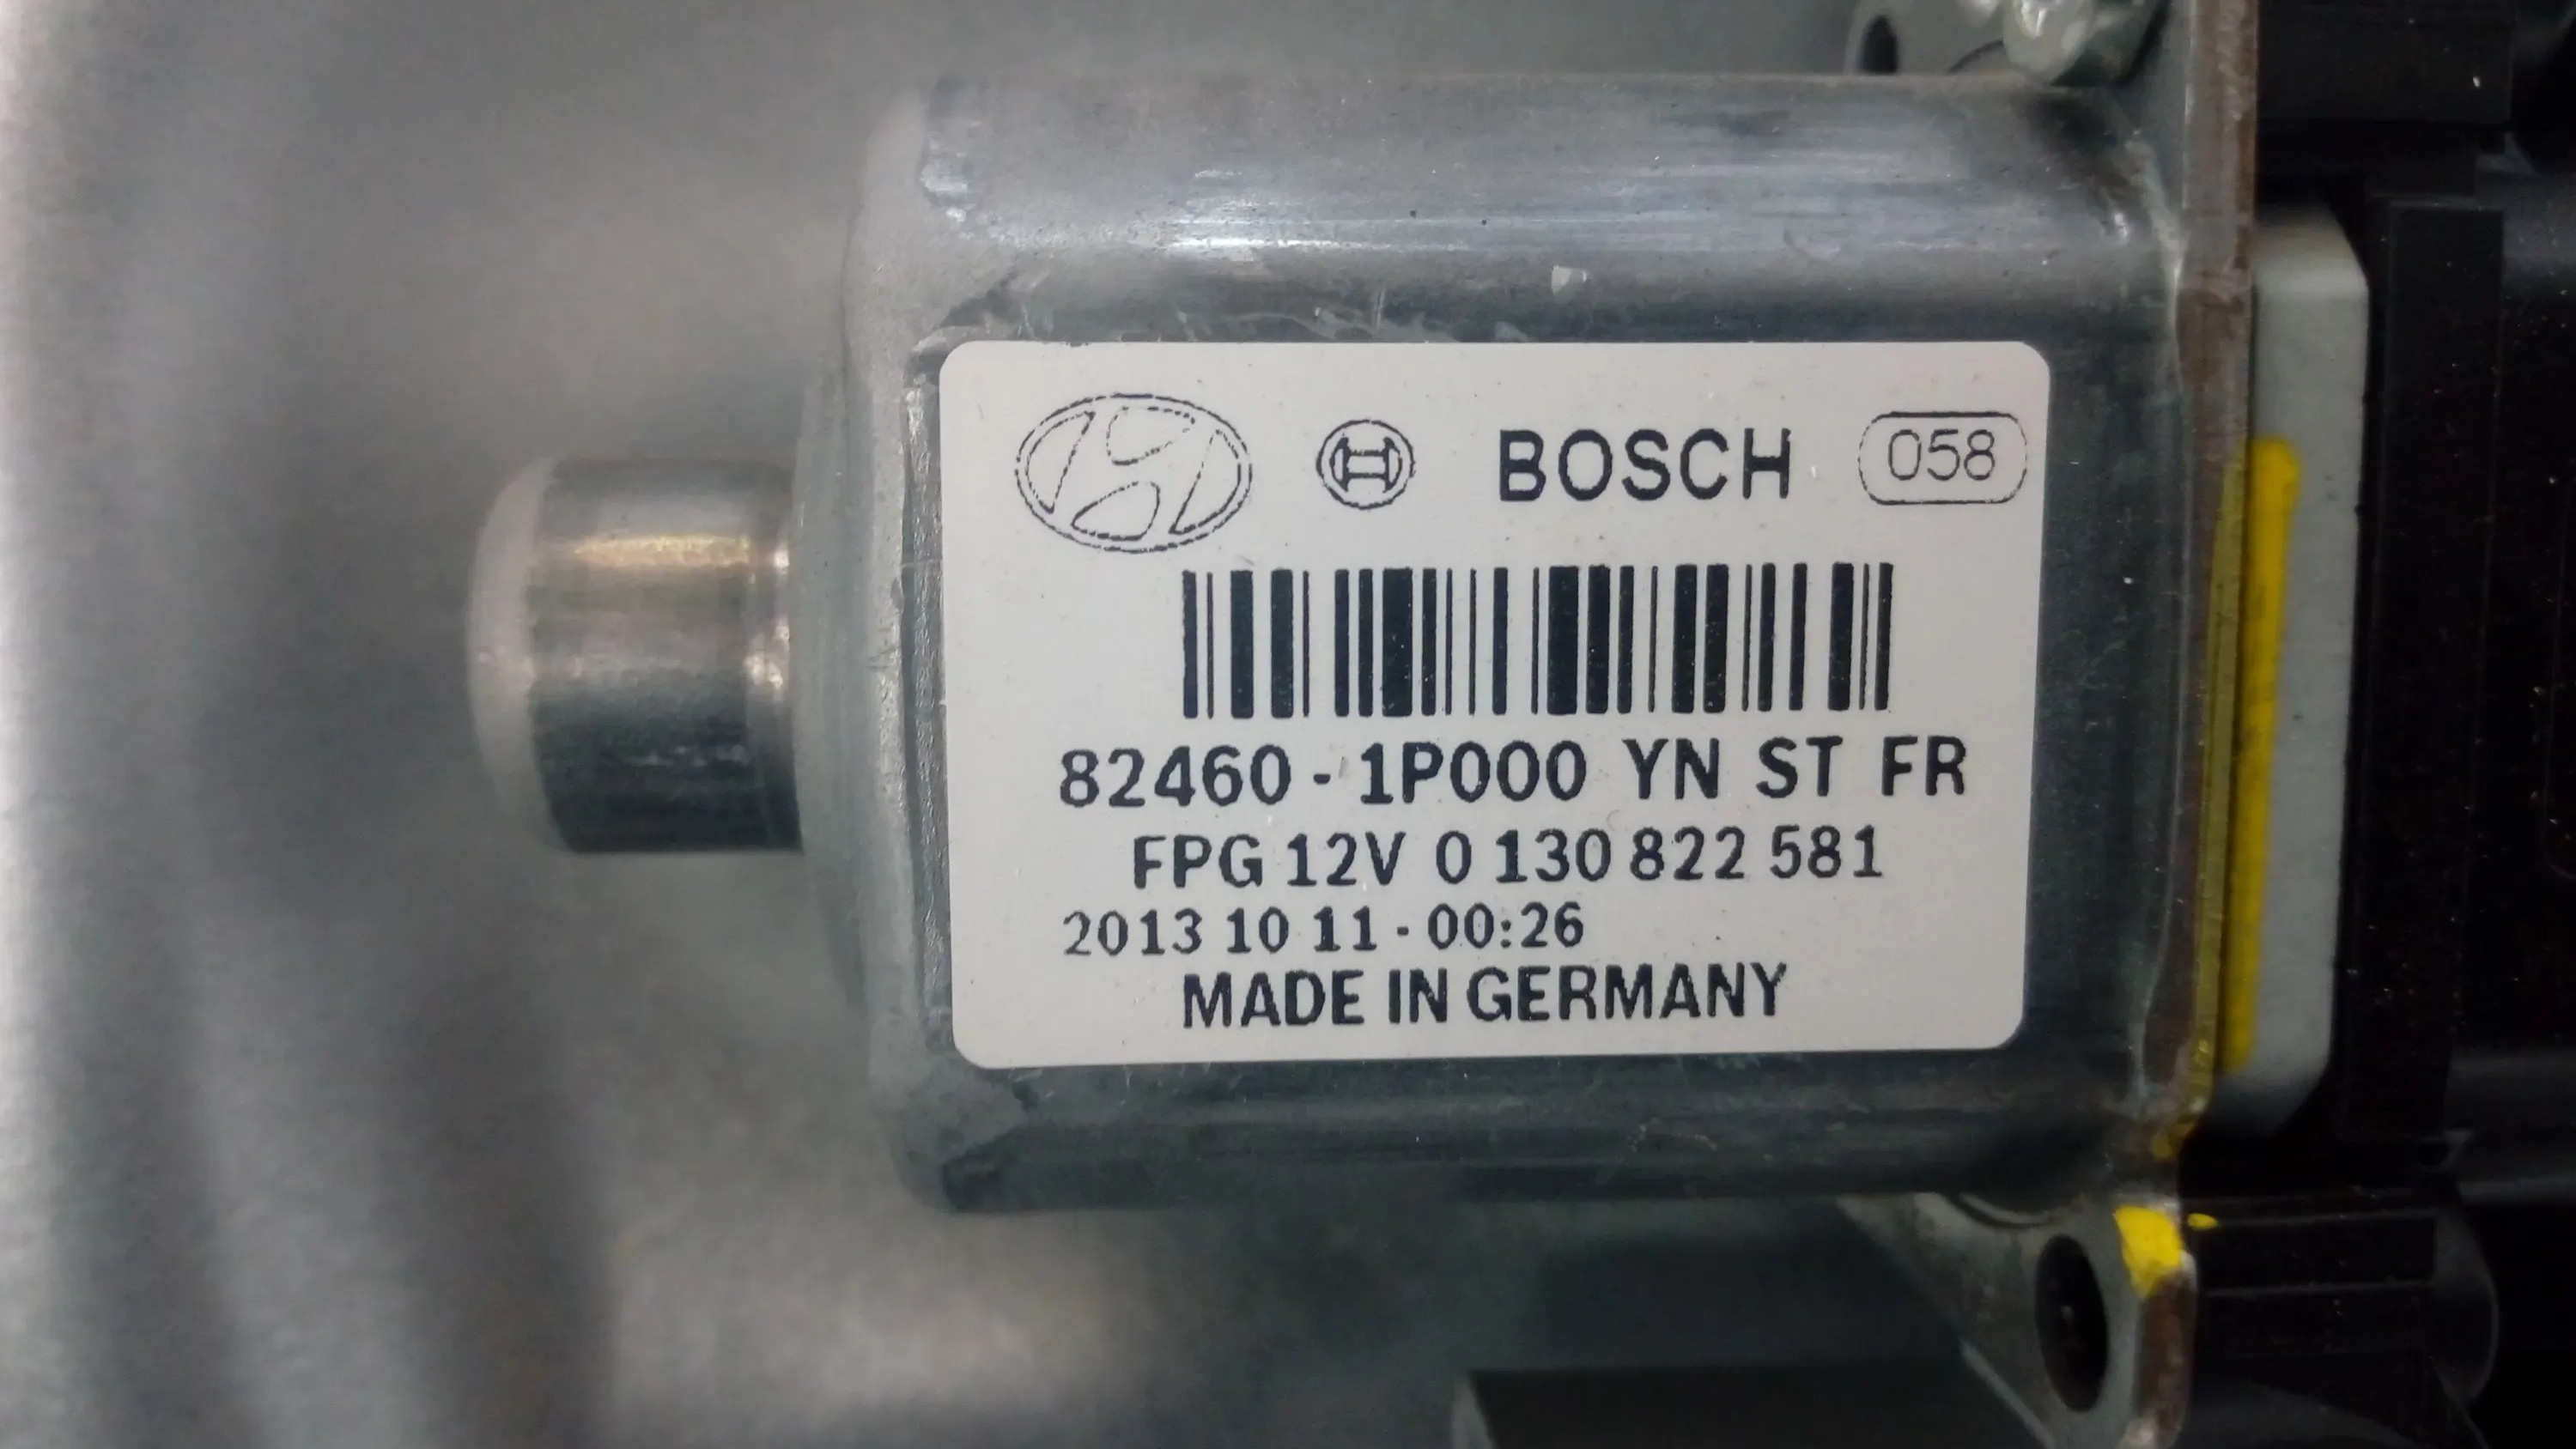 BOSCH 058
82460 - 1P000 YN ST FR
FPG 12V 0 130 822 581
2013 10 11 - 00:26
MADE IN GERMANY